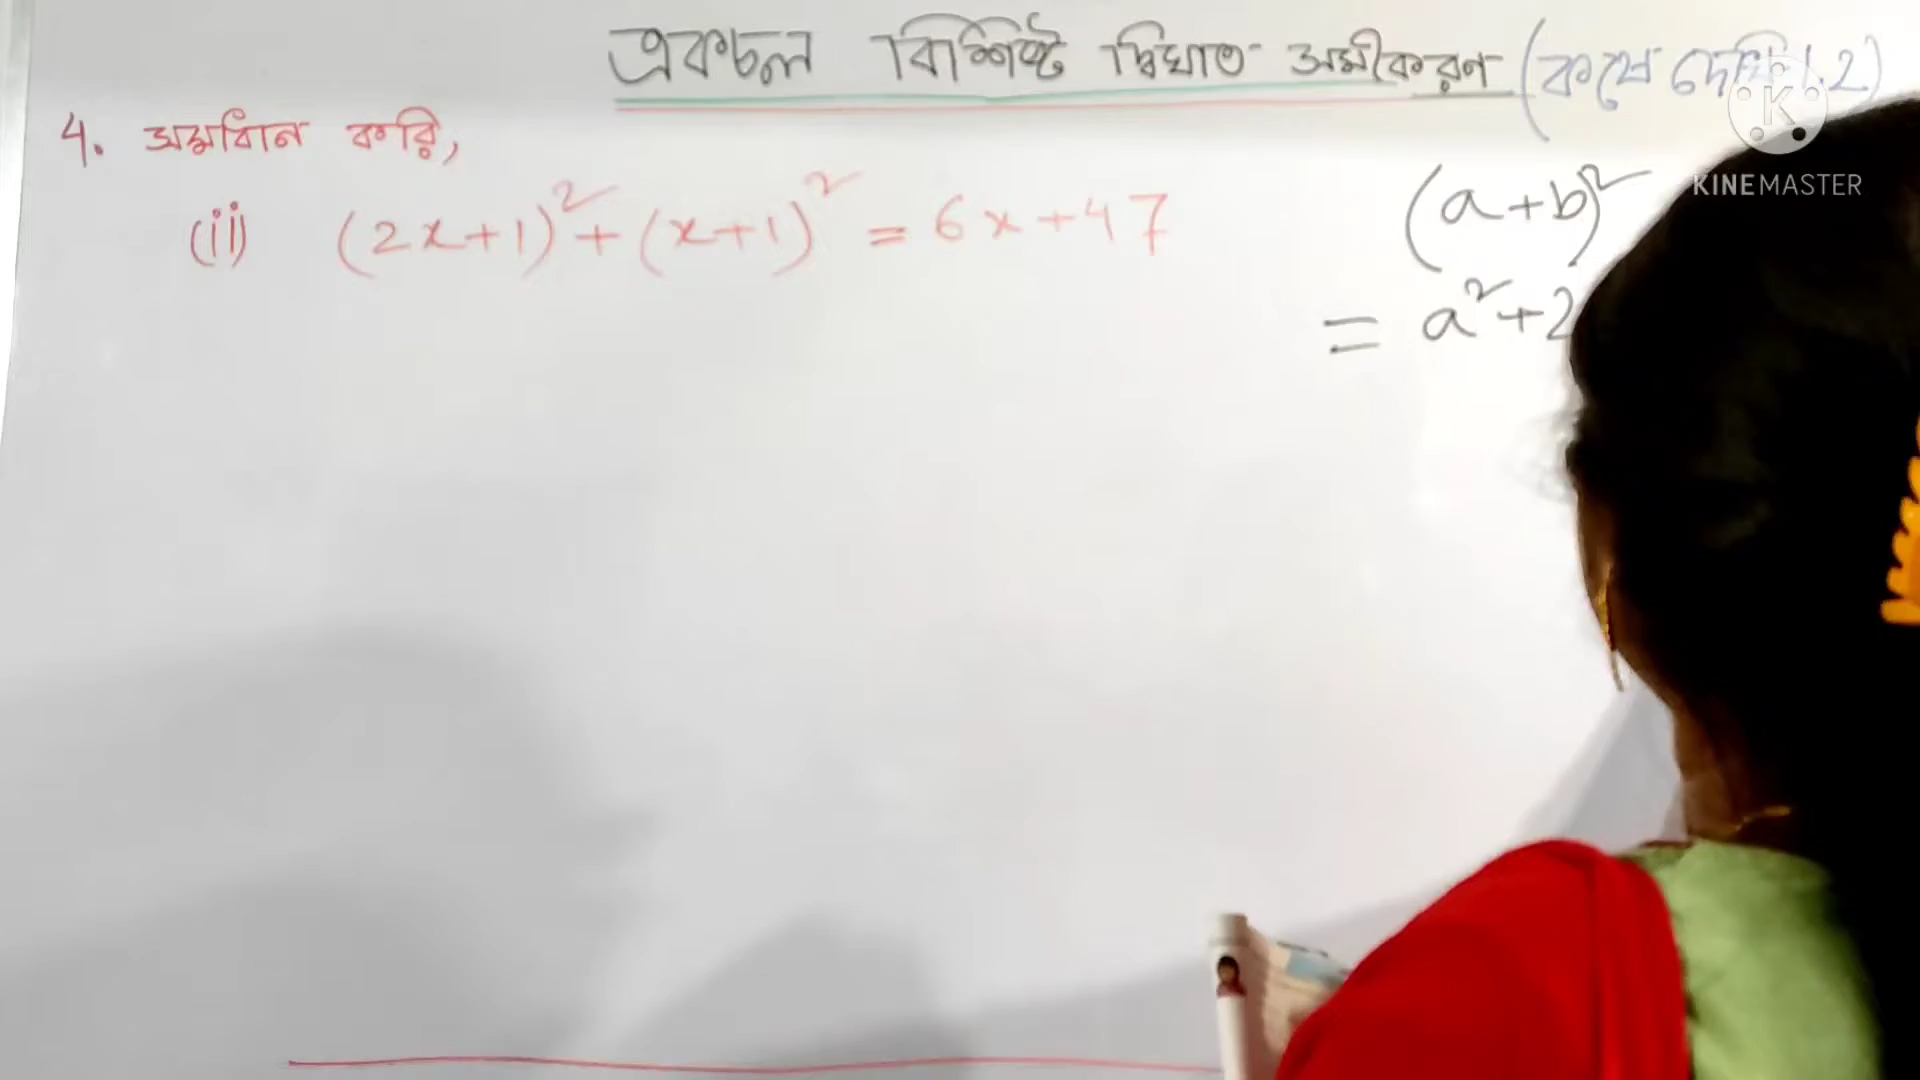 একচল বিশিষ্ট দ্বিঘাত সমীকরণ (কষে দেখি 1.2)
4. সমাধান করি,
(ii) (2x+1)² + (x+1)² = 6x+47
(a+b)²
= a²+2
KINEMASTER